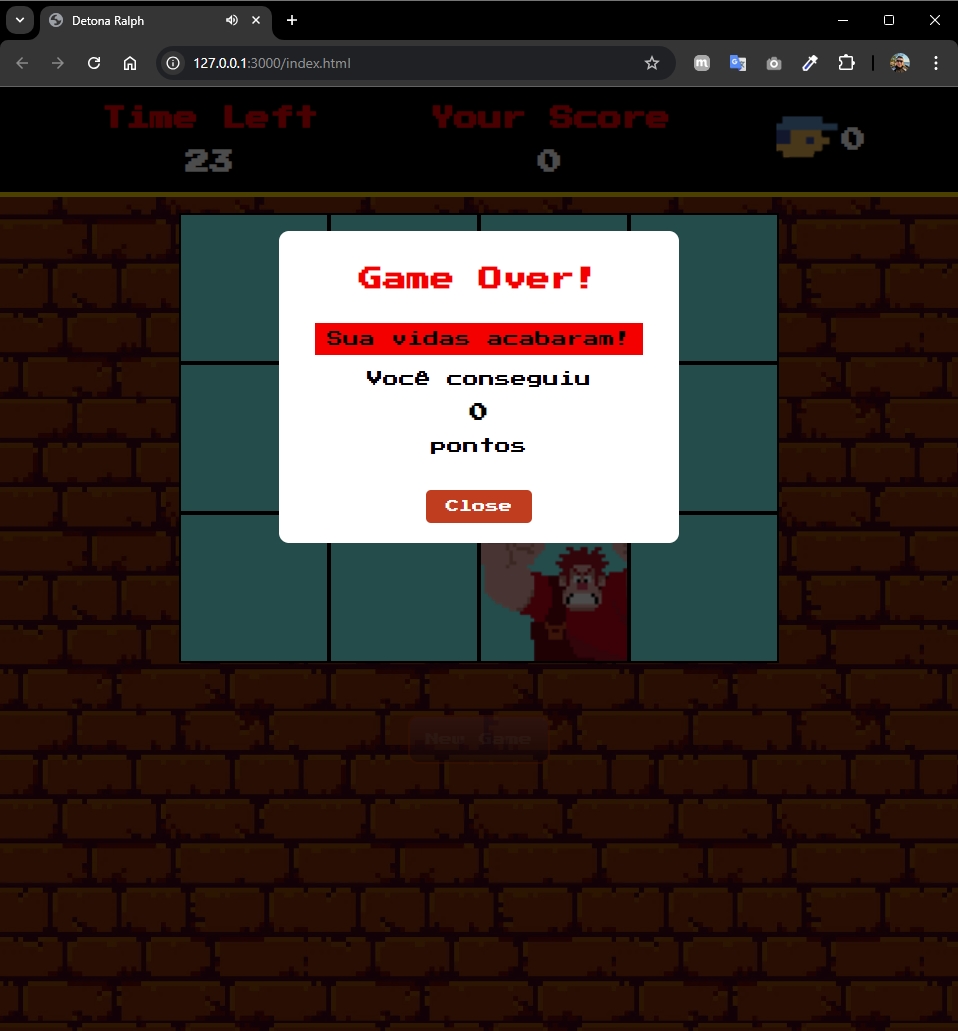 Detona Ralph
127.0.0.1:3000/index.html
Time Left
Your Score
23
0
0
Game Over!
Sua vidas acabaram!
Você conseguiu
0
pontos
Close
New Game